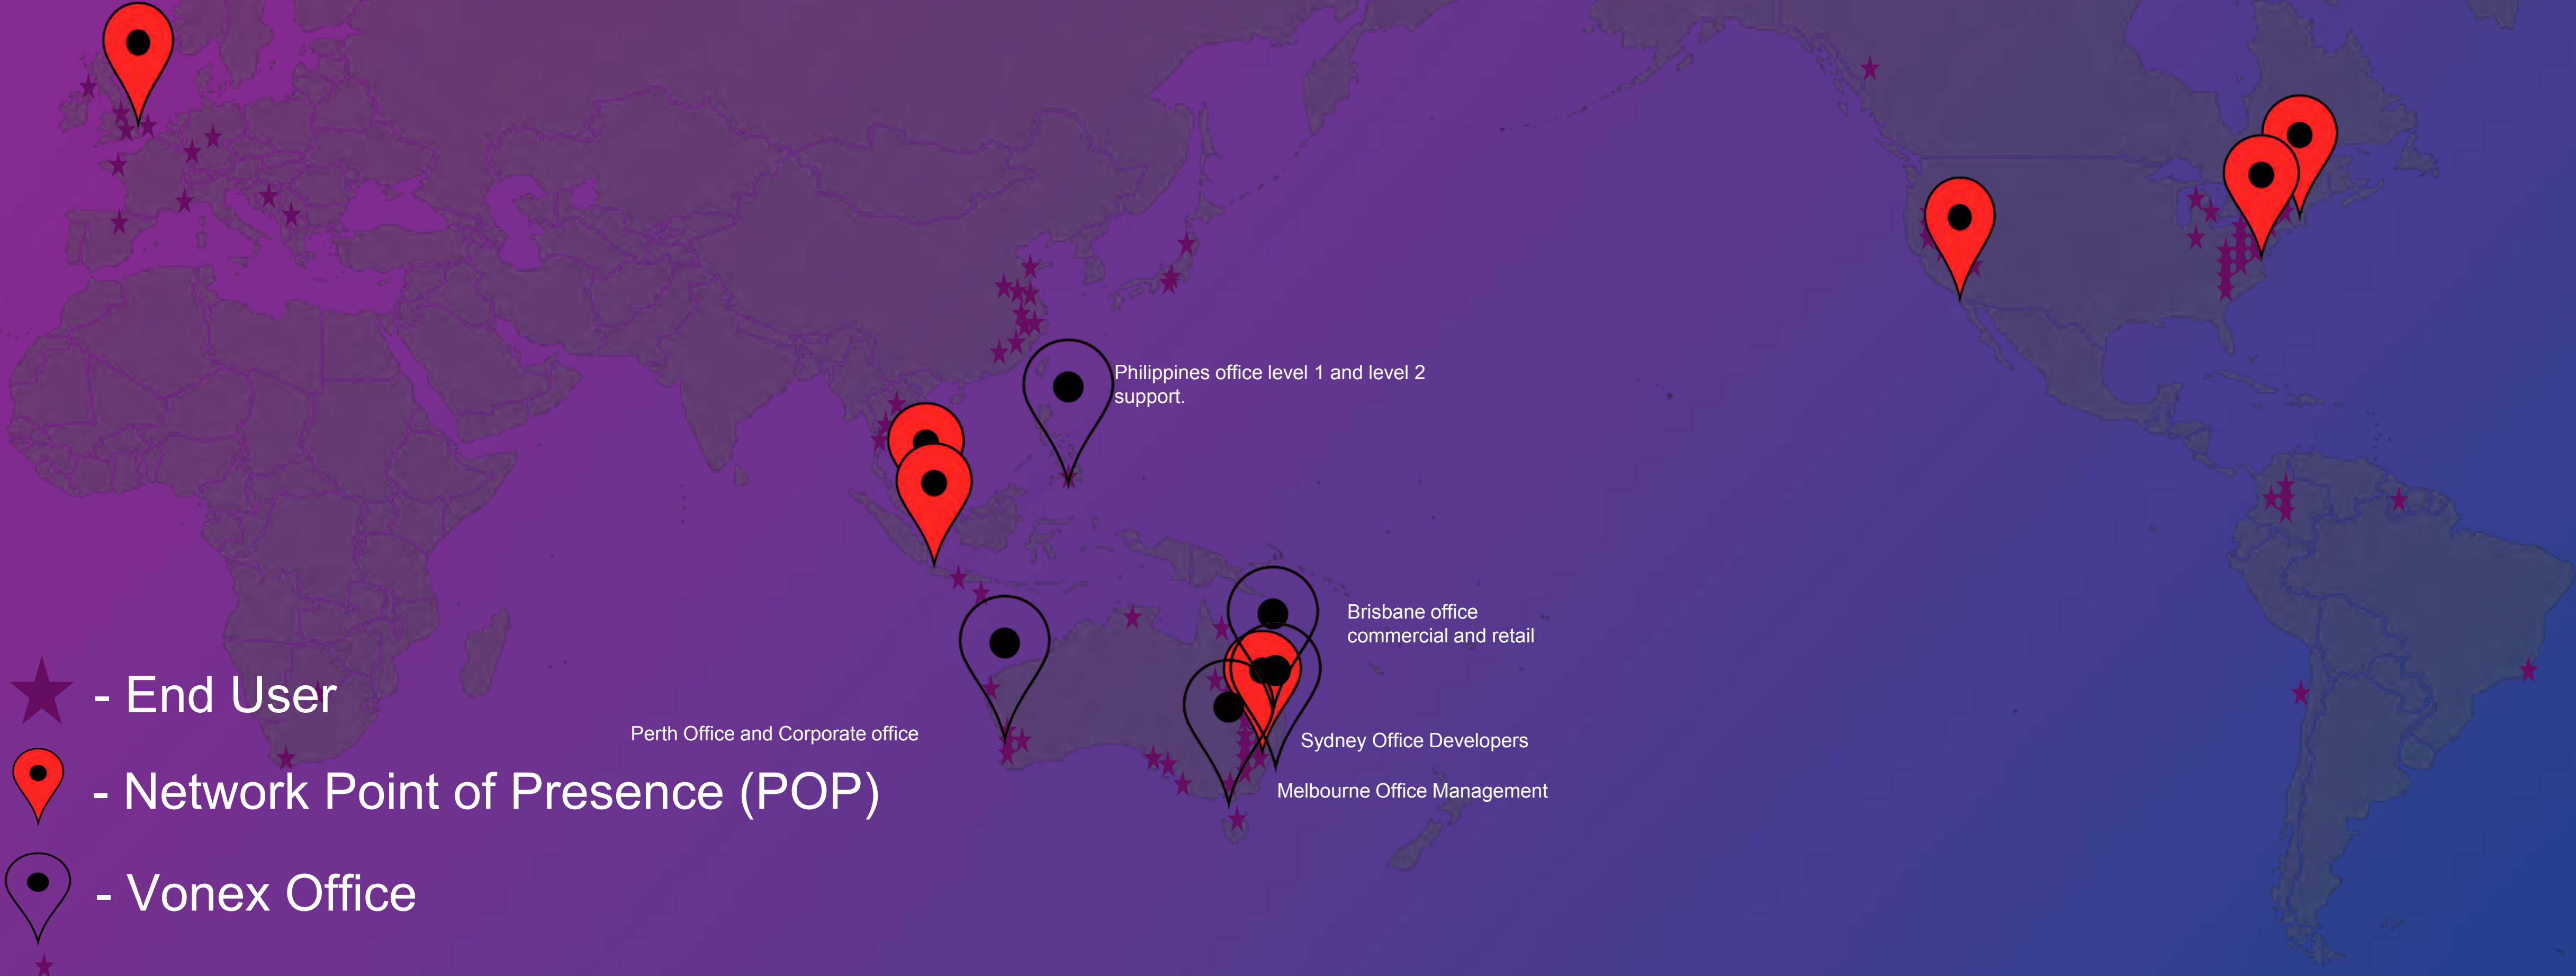 Philippines office level 1 and level 2
support.
Brisbane office
commercial and retail
- End User
Perth Office and Corporate office
Sydney Office Developers
- Network Point of Presence (POP)
Melbourne Office Management
- Vonex Office